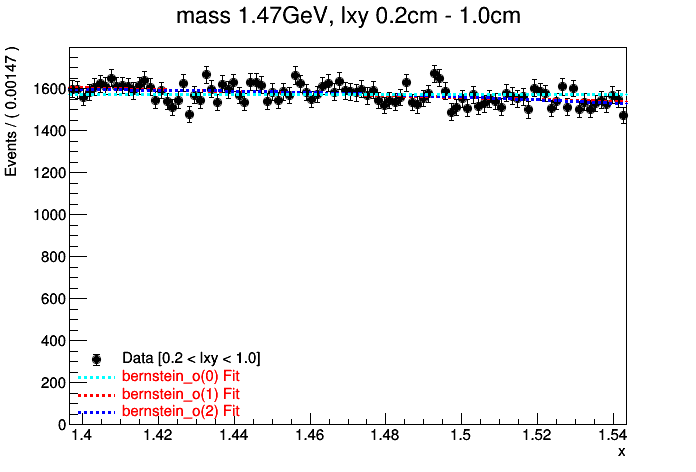 mass 1.47GeV, lxy 0.2cm - 1.0cm
Events / ( 0.00147 )
1600
1400
1200
1000
800
600
400
200
0
Data [0.2 < lxy < 1.0]
bernstein_o(0) Fit
bernstein_o(1) Fit
bernstein_o(2) Fit
1.4 1.42 1.44 1.46 1.48 1.5 1.52 1.54
x